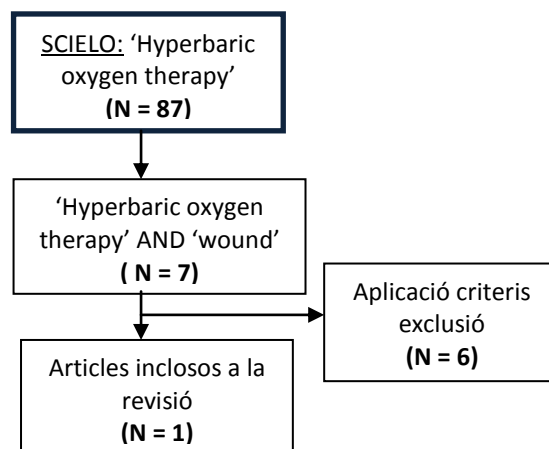 SCIELO: ‘Hyperbaric
oxygen therapy’
(N = 87)
‘Hyperbaric oxygen
therapy’ AND ‘wound’
( N = 7)
Aplicació criteris
exclusió
(N = 6)
Articles inclosos a la
revisió
(N = 1)